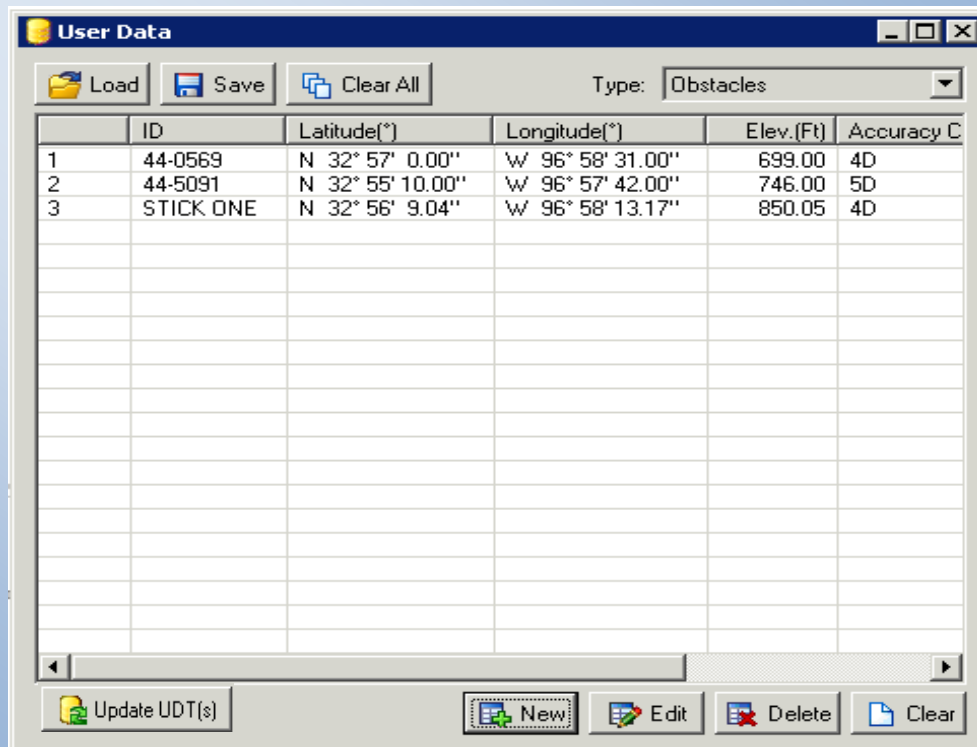 User Data
Load Save Clear All Type: Obstacles
ID Latitude(°) Longitude(°) Elev.(Ft) Accuracy C
1 44-0569 N 32° 57' 0.00'' W 96° 58' 31.00'' 699.00 4D
2 44-5091 N 32° 55' 10.00'' W 96° 57' 42.00'' 746.00 5D
3 STICK ONE N 32° 56' 9.04'' W 96° 58' 13.17'' 850.05 4D
Update UDT(s) New Edit Delete Clear